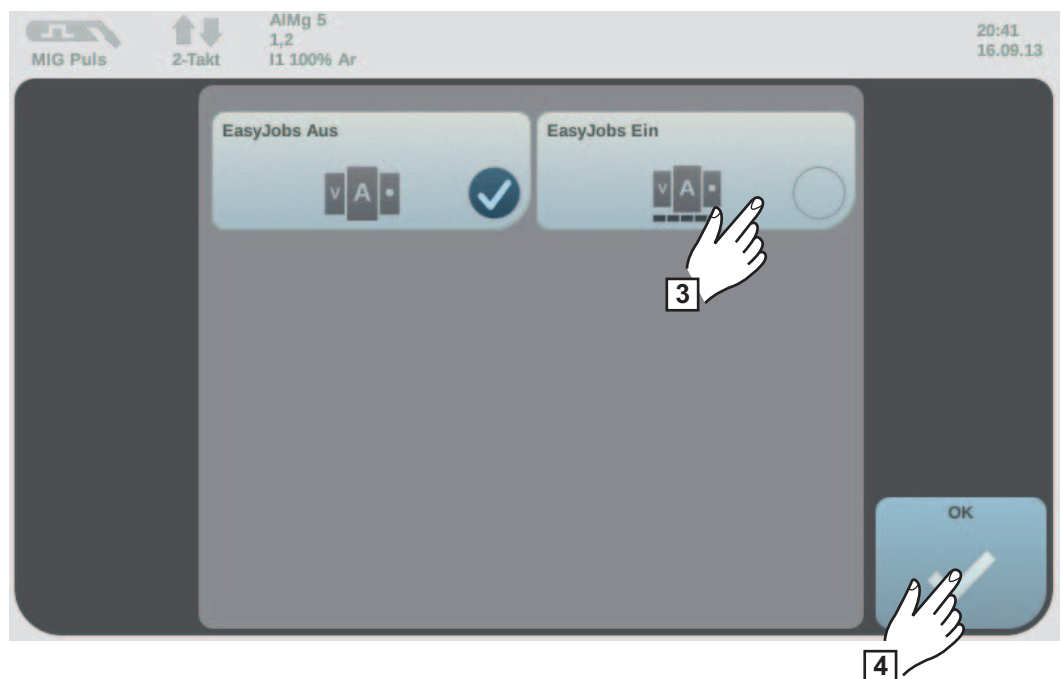 AlMg 5
1,2
I1 100% Ar
MIG Puls
2-Takt
20:41
16.09.13
EasyJobs Aus
V A
EasyJobs Ein
V A
3
OK
4